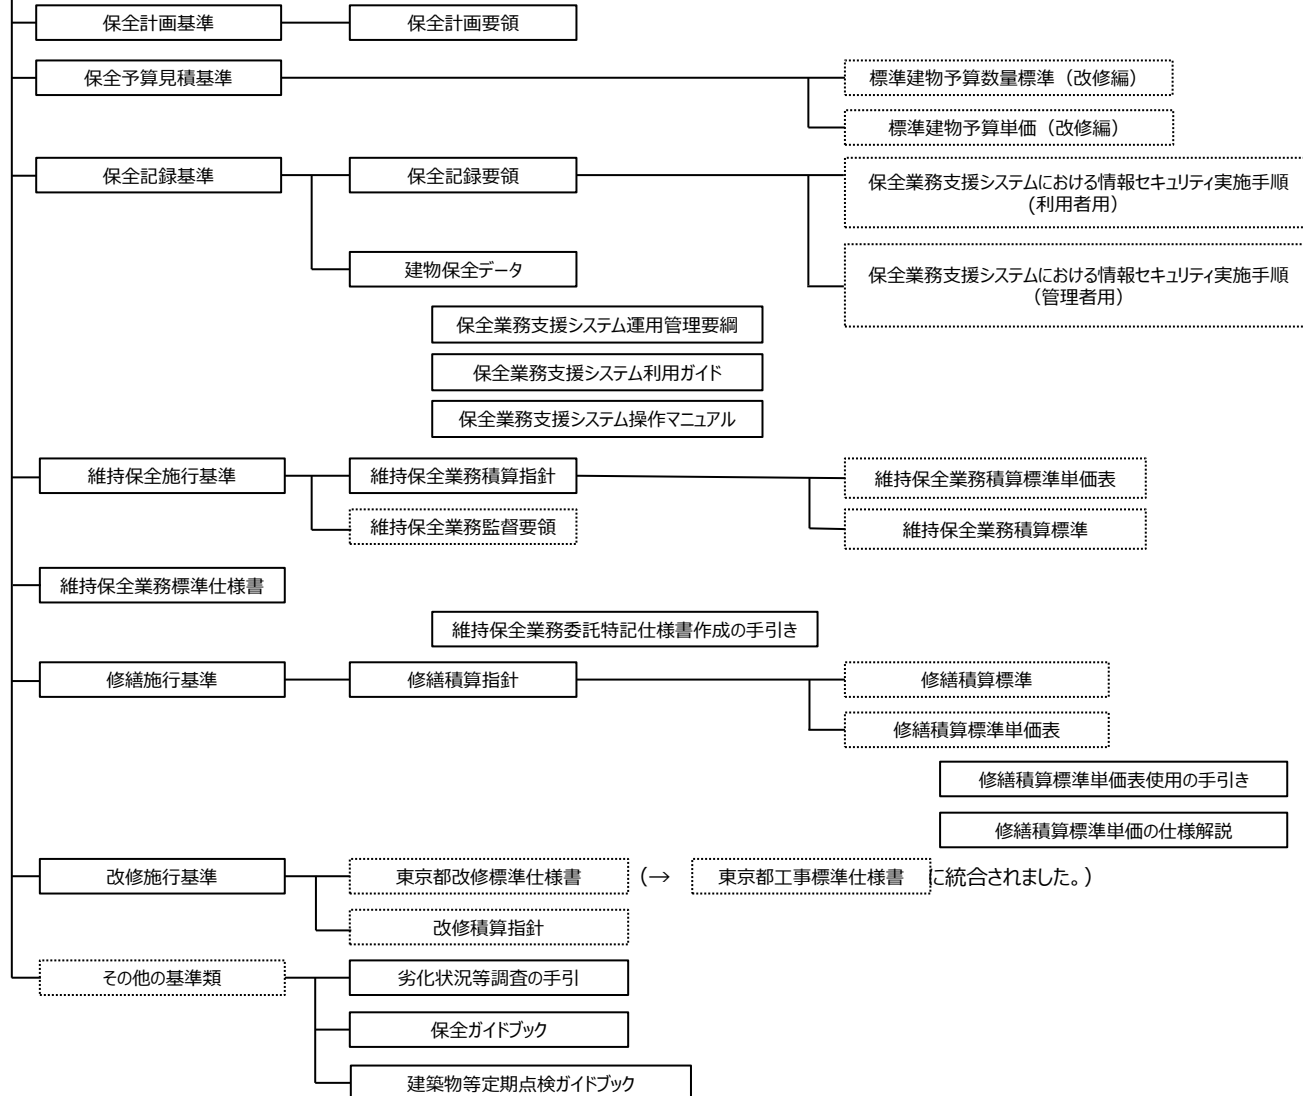 保全計画基準
保全計画要領
保全予算見積基準
標準建物予算数量標準（改修編）
標準建物予算単価（改修編）
保全記録基準
保全記録要領
保全業務支援システムにおける情報セキュリティ実施手順
(利用者用）
建物保全データ
保全業務支援システムにおける情報セキュリティ実施手順
（管理者用）
保全業務支援システム運用管理要綱
保全業務支援システム利用ガイド
保全業務支援システム操作マニュアル
維持保全施行基準
維持保全業務積算指針
維持保全業務積算標準単価表
維持保全業務監督要領
維持保全業務積算標準
維持保全業務標準仕様書
維持保全業務委託特記仕様書作成の手引き
修繕施行基準
修繕積算指針
修繕積算標準
修繕積算標準単価表
修繕積算標準単価表使用の手引き
修繕積算標準単価の仕様解説
改修施行基準
東京都改修標準仕様書 （→ 東京都工事標準仕様書 に統合されました。）
改修積算指針
その他の基準類
劣化状況等調査の手引
保全ガイドブック
建築物等定期点検ガイドブック